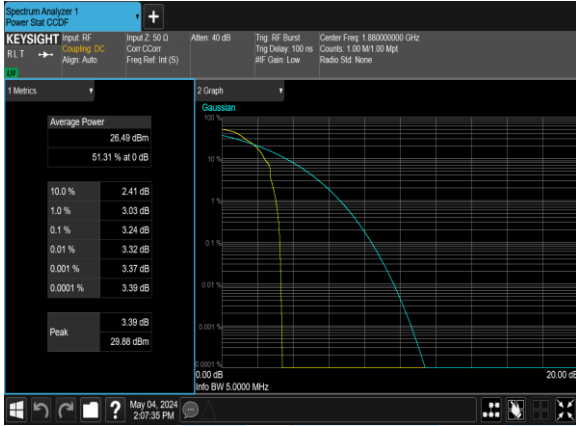 Spectrum Analyzer 1
Power Stat CCDF
+
KEYSIGHT
RLT
LV
Input: RF
Coupling: DC
Align: Auto
Input Z: 50 Ω
Corr CCorr
Freq Ref: Int (S)
Atten: 40 dB
Trig: RF Burst
Trig Delay: 100 ns
#IF Gain: Low
Center Freq: 1.880000000 GHz
Counts: 1.00 M/1.00 Mpt
Radio Std: None
1 Metrics
Average Power
26.49 dBm
51.31 % at 0 dB
10.0 % 2.41 dB
1.0 % 3.03 dB
0.1 % 3.24 dB
0.01 % 3.32 dB
0.001 % 3.37 dB
0.0001 % 3.39 dB
Peak
3.39 dB
29.88 dBm
2 Graph
Gaussian
100 %
10 %
1 %
0.1 %
0.01 %
0.001 %
0.0001 %
0.00 dB
20.00 dB
Info BW 5.0000 MHz
?
May 04, 2024
2:07:35 PM